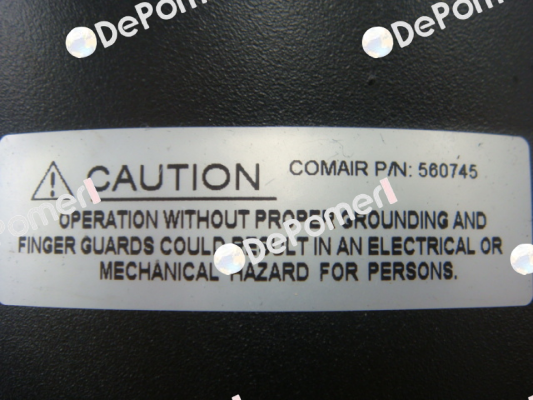 DePomeri
DePomeri
CAUTION COMAIR P/N: 560745
DePomeri
OPERATION WITHOUT PROPER GROUNDING AND
FINGER GUARDS COULD RESULT IN AN ELECTRICAL OR
MECHANICAL HAZARD FOR PERSONS.